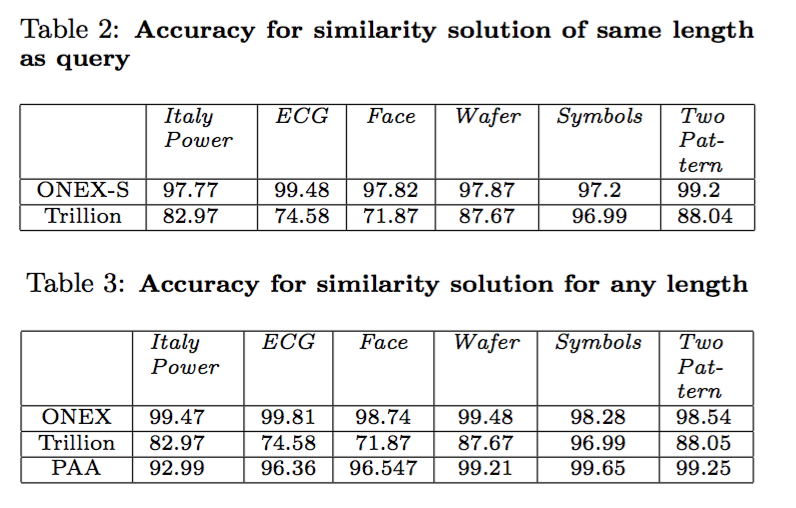 Table 2: Accuracy for similarity solution of same length
as query
Italy Power ECG Face Wafer Symbols Two Pat-tern
ONEX-S 97.77 99.48 97.82 97.87 97.2 99.2
Trillion 82.97 74.58 71.87 87.67 96.99 88.04
Table 3: Accuracy for similarity solution for any length
Italy Power ECG Face Wafer Symbols Two Pat-tern
ONEX 99.47 99.81 98.74 99.48 98.28 98.54
Trillion 82.97 74.58 71.87 87.67 96.99 88.05
PAA 92.99 96.36 96.547 99.21 99.65 99.25